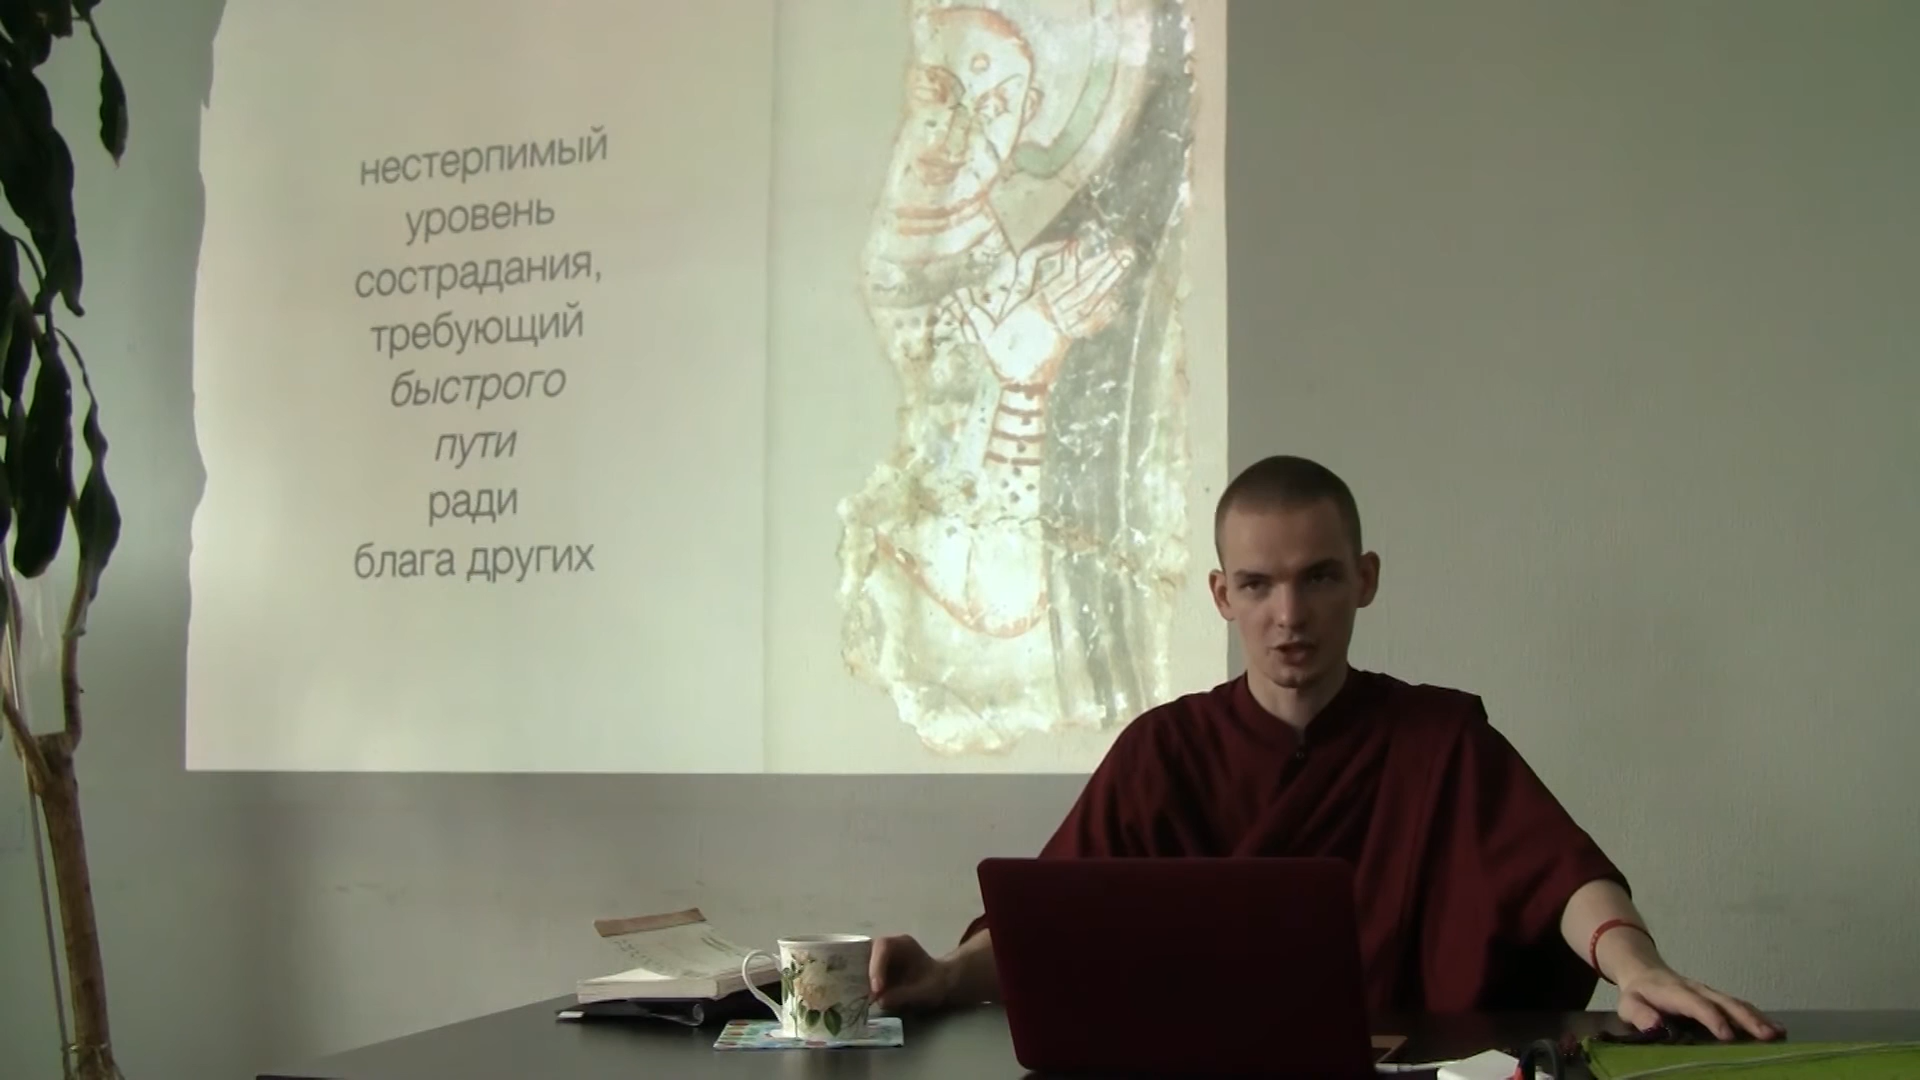 нестерпимый
уровень
сострадания,
требующий
быстрого
пути
ради
блага других